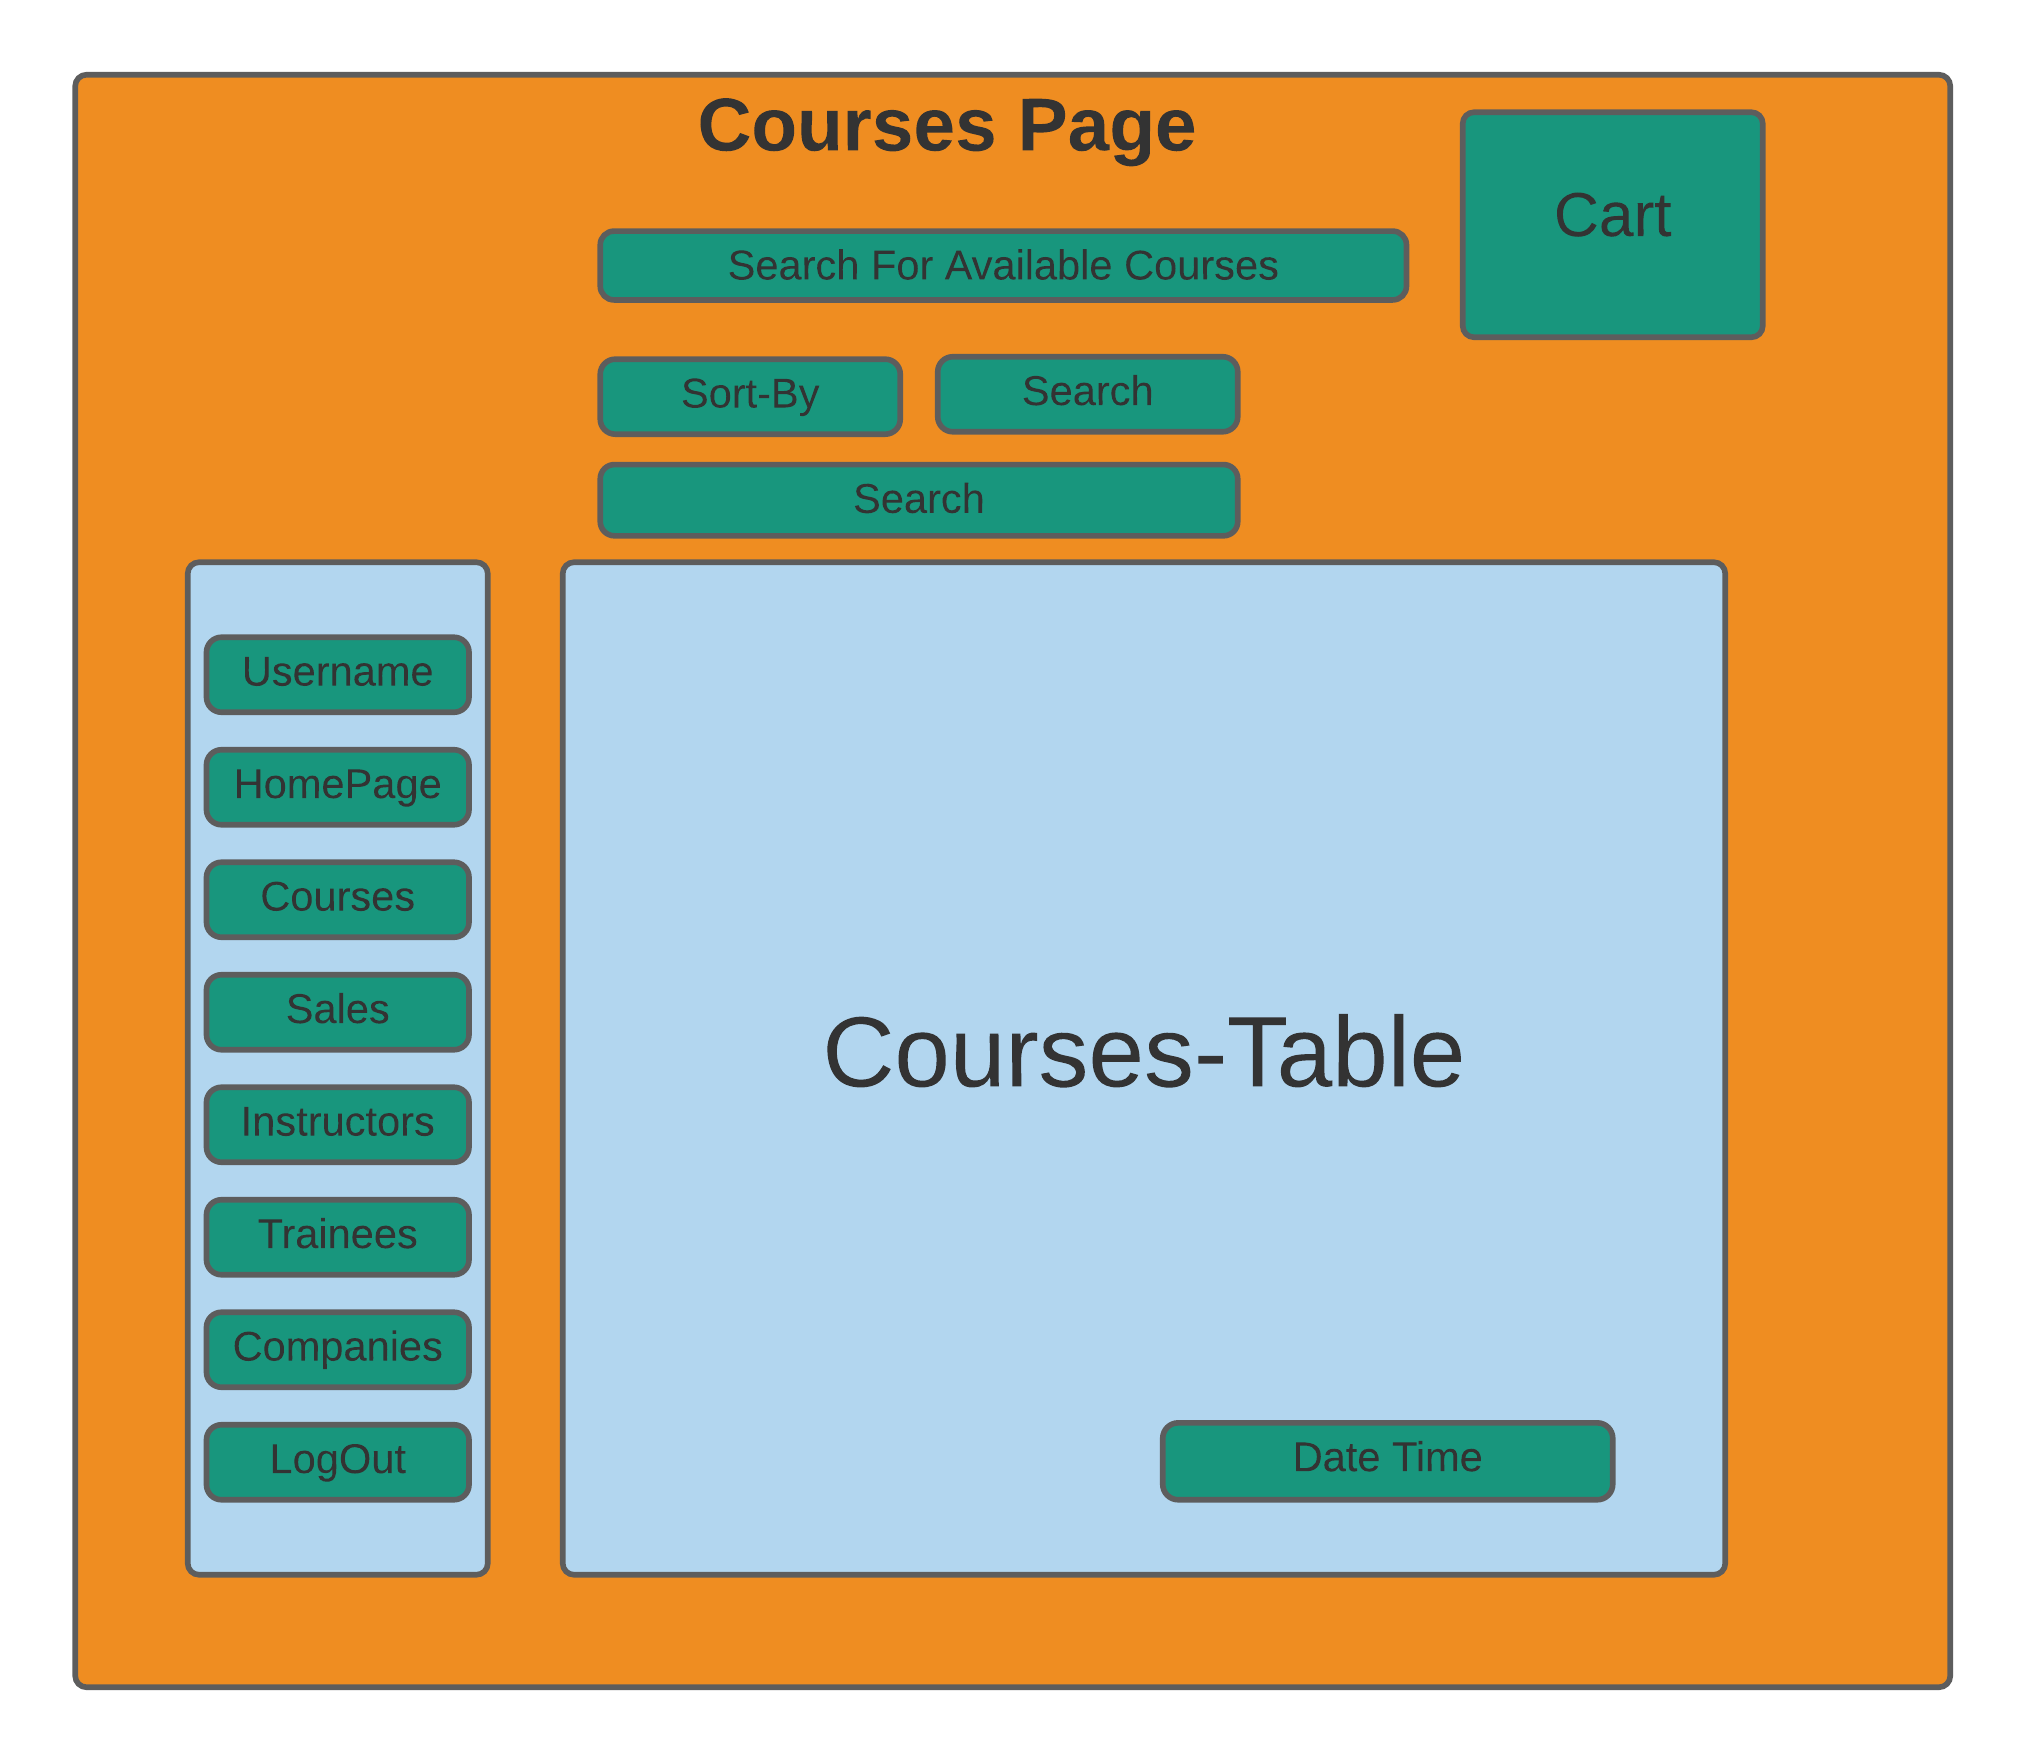 Courses Page
Cart
Search For Available Courses
Sort-By
Search
Search
Username
HomePage
Courses
Sales
Instructors
Trainees
Companies
LogOut
Courses-Table
Date Time